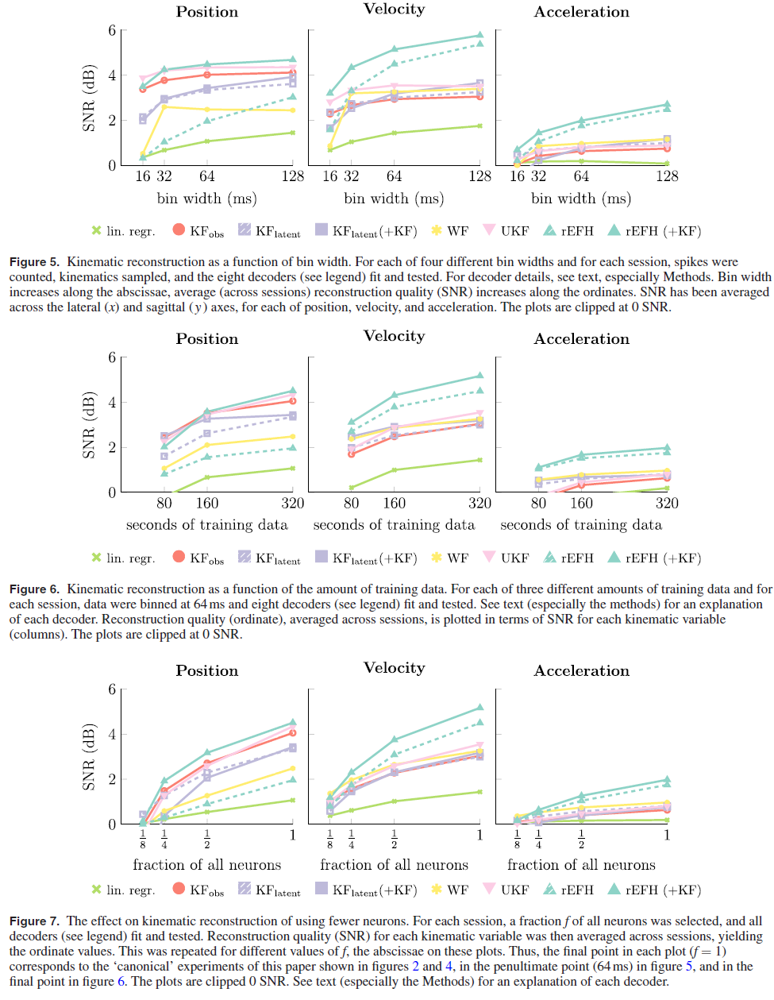 Position Velocity Acceleration
6
4
2
0
SNR (dB)
16 32 64 128 16 32 64 128 16 32 64 128
bin width (ms) bin width (ms) bin width (ms)
lin. regr. KFobs KFlatent KFlatent(+KF) WF UKF rEFH rEFH (+KF)
Figure 5. Kinematic reconstruction as a function of bin width. For each of four different bin widths and for each session, spikes were
counted, kinematics sampled, and the eight decoders (see legend) fit and tested. For decoder details, see text, especially Methods. Bin width
increases along the abscissae, average (across sessions) reconstruction quality (SNR) increases along the ordinates. SNR has been averaged
across the lateral (x) and sagittal (y) axes, for each of position, velocity, and acceleration. The plots are clipped at 0 SNR.
Position Velocity Acceleration
6
4
2
0
SNR (dB)
80 160 320 80 160 320 80 160 320
seconds of training data seconds of training data seconds of training data
lin. regr. KFobs KFlatent KFlatent(+KF) WF UKF rEFH rEFH (+KF)
Figure 6. Kinematic reconstruction as a function of the amount of training data. For each of three different amounts of training data and for
each session, data were binned at 64 ms and eight decoders (see legend) fit and tested. See text (especially the methods) for an explanation
of each decoder. Reconstruction quality (ordinate), averaged across sessions, is plotted in terms of SNR for each kinematic variable
(columns). The plots are clipped at 0 SNR.
Position Velocity Acceleration
6
4
2
0
SNR (dB)
1/8 1/4 1/2 1 1/8 1/4 1/2 1 1/8 1/4 1/2 1
fraction of all neurons fraction of all neurons fraction of all neurons
lin. regr. KFobs KFlatent KFlatent(+KF) WF UKF rEFH rEFH (+KF)
Figure 7. The effect on kinematic reconstruction of using fewer neurons. For each session, a fraction f of all neurons was selected, and all
decoders (see legend) fit and tested. Reconstruction quality (SNR) for each kinematic variable was then averaged across sessions, yielding
the ordinate values. This was repeated for different values of f, the abscissae on these plots. Thus, the final point in each plot (f = 1)
corresponds to the ‘canonical’ experiments of this paper shown in figures 2 and 4, in the penultimate point (64 ms) in figure 5, and in the
final point in figure 6. The plots are clipped 0 SNR. See text (especially the Methods) for an explanation of each decoder.